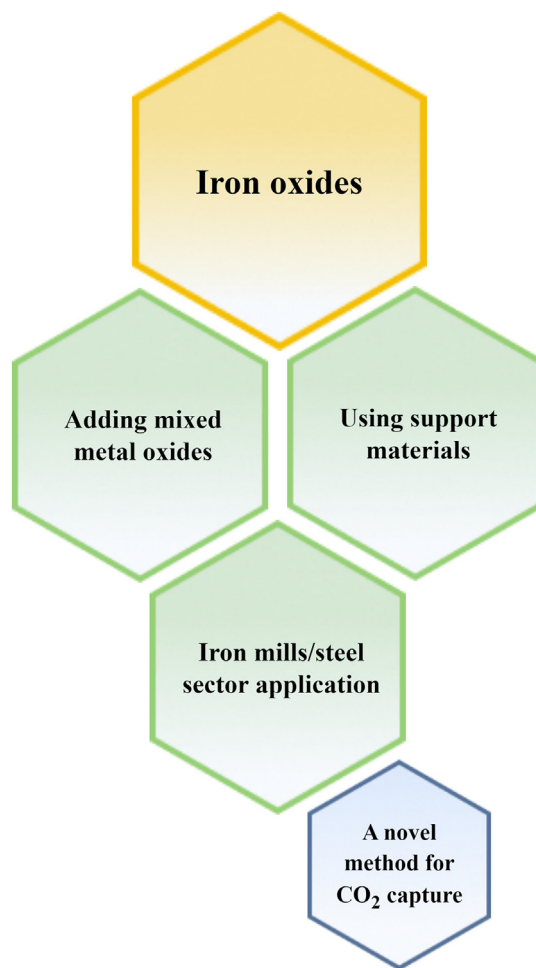 Iron oxides
Adding mixed
metal oxides
Using support
materials
Iron mills/steel
sector application
A novel
method for
CO₂ capture